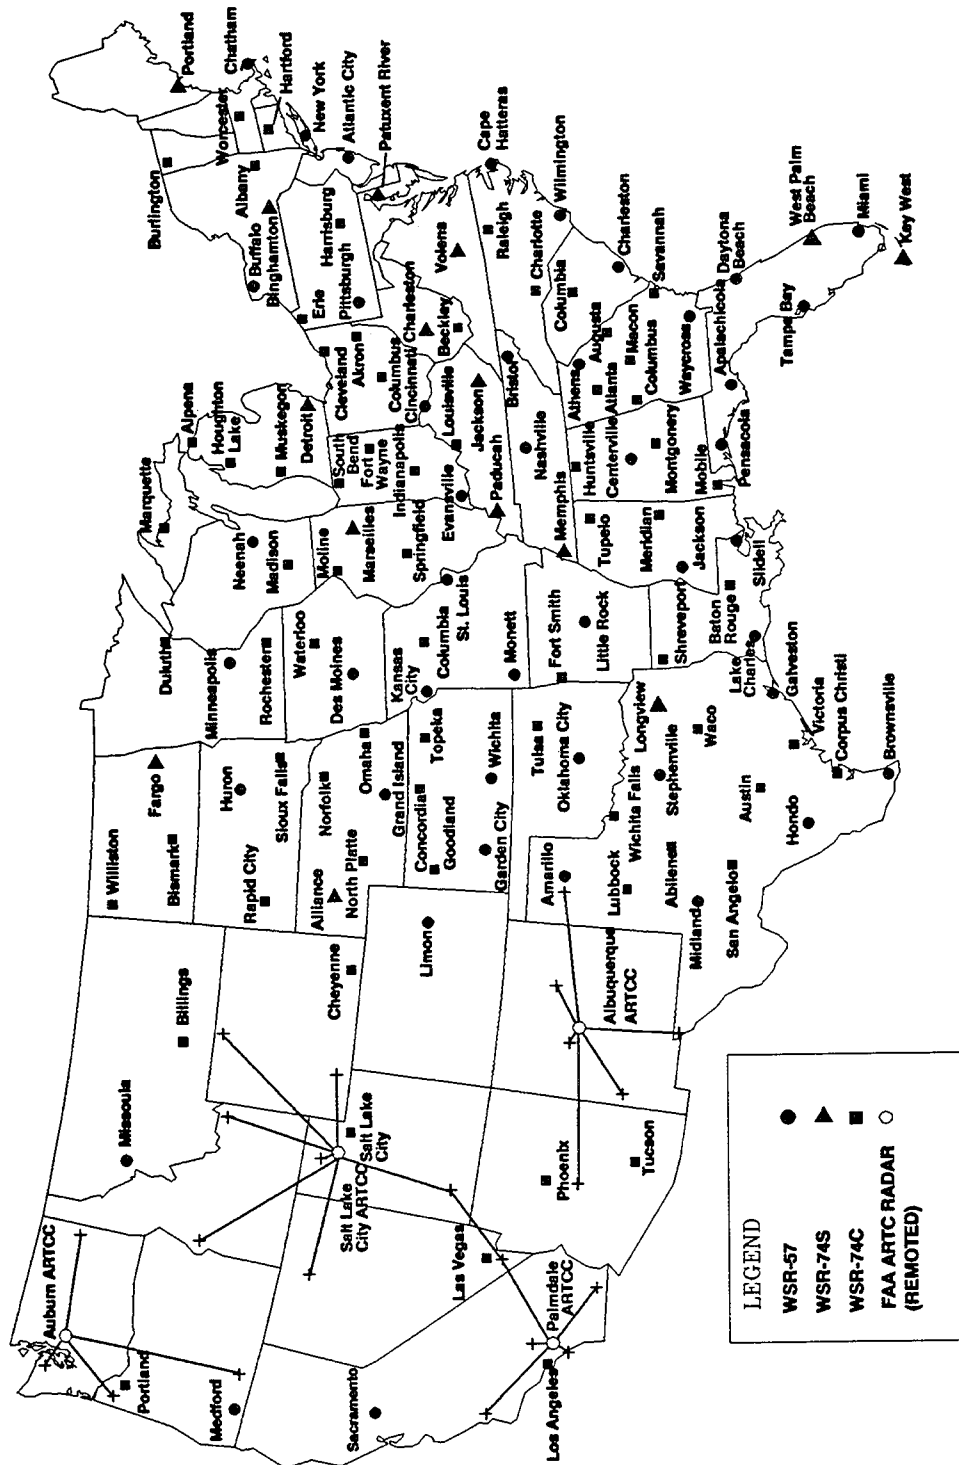 Auburn ARTCC
Portland
Medford
Sacramento
Los Angeles
Palmdale
ARTCC
Las Vegas
Salt Lake
City ARTCC
Salt Lake
City
Missoula
Billings
Cheyenne
Phoenix
Tucson
Albuquerque
ARTCC
Limon
Williston
Bismark
Fargo
Rapid City
Huron
Sioux Falls
Alliance
North Platte
Norfolk
Omaha
Grand Island
Concordia
Goodland
Topeka
Garden City
Wichita
Amarillo
Lubbock
Tulsa
Oklahoma City
Wichita Falls
Abilene
Midland
San Angelo
Longview
Stephenville
Waco
Austin
Hondo
Victoria
Corpus Christi
Brownsville
Galveston
Duluth
Minneapolis
Rochester
Waterloo
Des Moines
Kansas
City
Columbia
St. Louis
Monett
Fort Smith
Little Rock
Shreveport
Lake
Charles
Baton
Rouge
Slidell
Jackson
Meridian
Tupelo
Memphis
Marquette
Neenah
Madison
Moline
Marseilles
Springfield
Alpena
Houghton
Lake
Muskegon
Detroit
South
Bend
Fort
Wayne
Indianapolis
Evansville
Paducah
Louisville
Jackson
Nashville
Bristol
Huntsville
Centerville
Montgonery
Mobile
Pensacola
Cleveland
Akron
Columbus
Cincinnati
Charleston
Beckley
Erie
Pittsburgh
Harrisburg
Buffalo
Binghamton
Albany
Burlington
Worcester
Portland
Chatham
Hartford
New York
Atlantic City
Patuxent River
Volens
Cape
Hatteras
Raleigh
Wilmington
Charlotte
Columbia
Charleston
Savannah
Athens
Augusta
Atlanta
Macon
Columbus
Waycross
Apalachicola
Daytona
Beach
Tampa Bay
West Palm
Beach
Miami
Key West
LEGEND
WSR-57
WSR-74S
WSR-74C
FAA ARTC RADAR
(REMOTED)